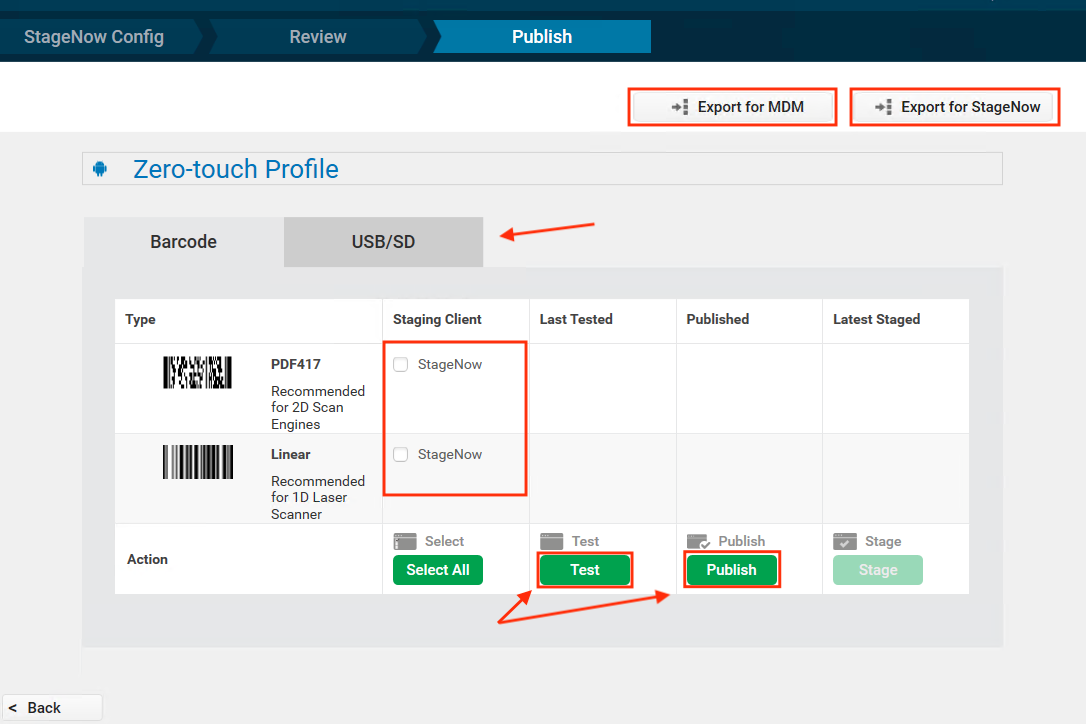 StageNow Config
Review
Publish
Export for MDM
Export for StageNow
Zero-touch Profile
Barcode
USB/SD
Type
Staging Client
Last Tested
Published
Latest Staged
PDF417
StageNow
Recommended
for 2D Scan
Engines
Linear
StageNow
Recommended
for 1D Laser
Scanner
Action
Select
Test
Publish
Stage
Select All
Test
Publish
Stage
< Back